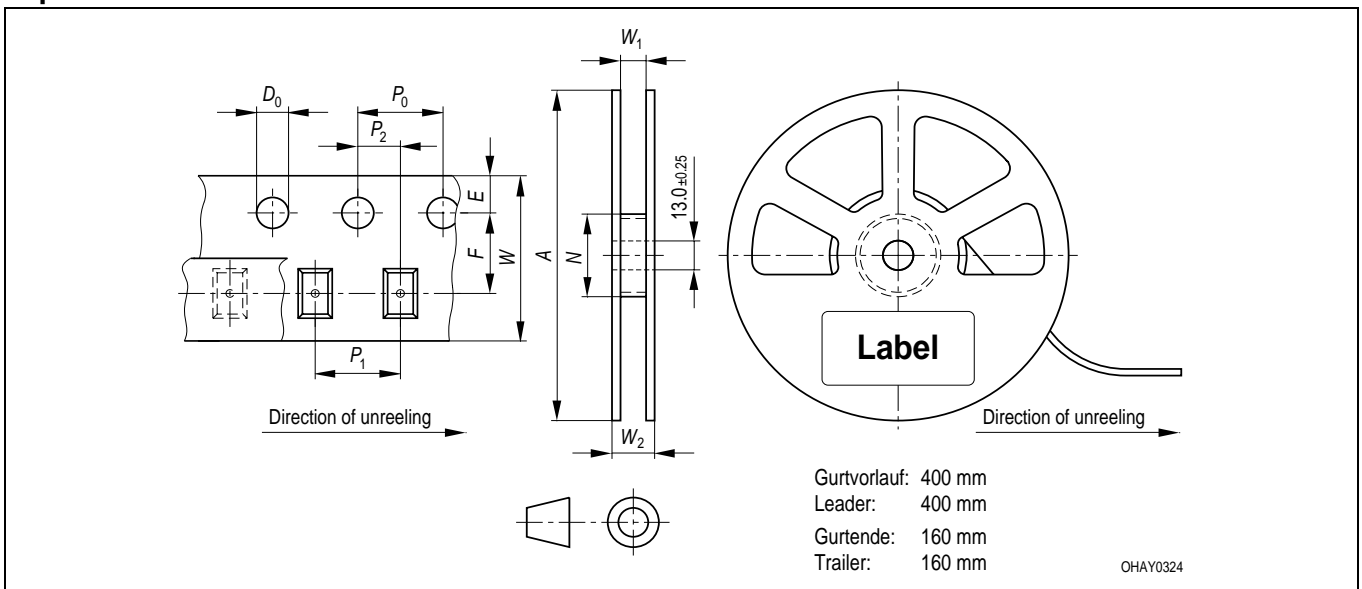 W1
D0
P0
P2
E
F
W
A
N
13.0±0.25
Label
P1
Direction of unreeling
W2
Direction of unreeling
Gurtvorlauf: 400 mm
Leader: 400 mm
Gurtende: 160 mm
Trailer: 160 mm
OHAY0324